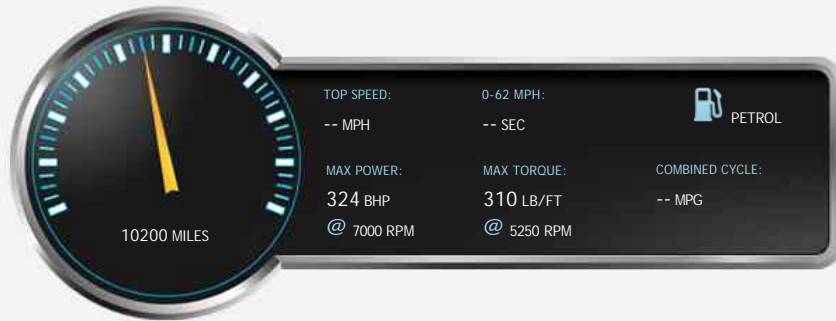 10200 MILES
TOP SPEED:
-- MPH
0-62 MPH:
-- SEC
PETROL
MAX POWER:
324 BHP
@ 7000 RPM
MAX TORQUE:
310 LB/FT
@ 5250 RPM
COMBINED CYCLE:
-- MPG